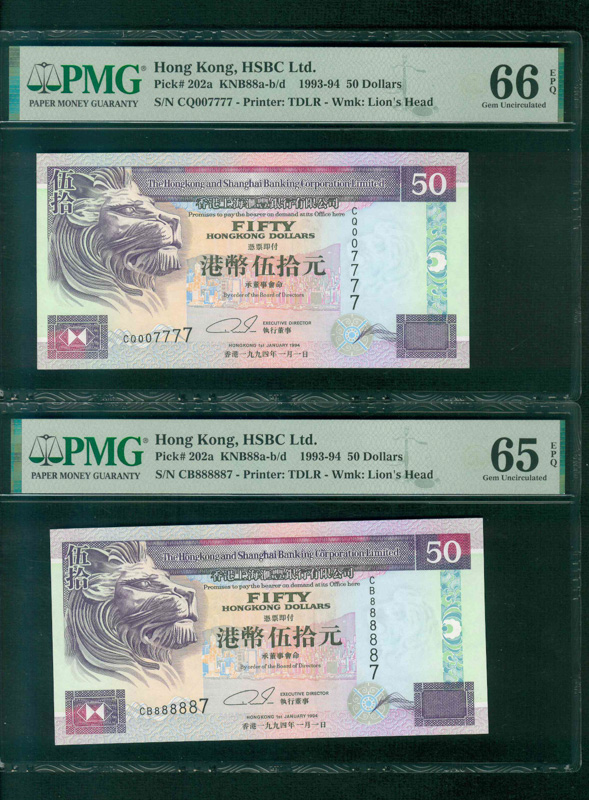 PMG®
PAPER MONEY GUARANTY
Hong Kong, HSBC Ltd.
Pick# 202a KNB88a-b/d 1993-94 50 Dollars
S/N CQ007777 - Printer: TDLR - Wmk: Lion's Head
66 EPQ
Gem Uncirculated
伍拾
The Hongkong and Shanghai Banking Corporation Limited
50
香港上海滙豐銀行有限公司
Promises to pay the bearer on demand at its Office here
FIFTY
HONGKONG DOLLARS
憑票即付
港幣伍拾元
承董事會命
By order of the Board of Directors
CQ007777
EXECUTIVE DIRECTOR
執行董事
CQ007777
HONGKONG 1st JANUARY 1994
香港一九九四年一月一日
PMG®
PAPER MONEY GUARANTY
Hong Kong, HSBC Ltd.
Pick# 202a KNB88a-b/d 1993-94 50 Dollars
S/N CB888887 - Printer: TDLR - Wmk: Lion's Head
65 EPQ
Gem Uncirculated
伍拾
The Hongkong and Shanghai Banking Corporation Limited
50
香港上海滙豐銀行有限公司
Promises to pay the bearer on demand at its Office here
FIFTY
HONGKONG DOLLARS
憑票即付
港幣伍拾元
承董事會命
By order of the Board of Directors
CB888887
EXECUTIVE DIRECTOR
執行董事
CB888887
HONGKONG 1st JANUARY 1994
香港一九九四年一月一日